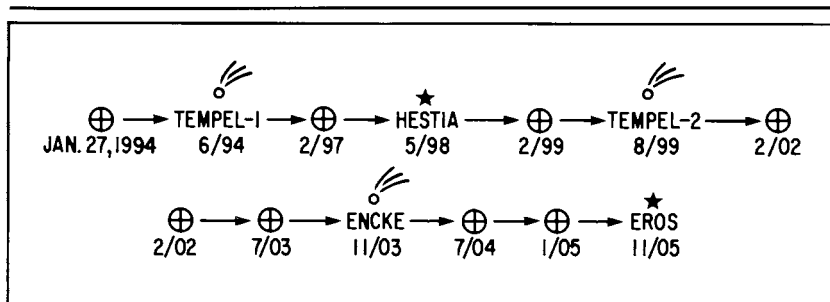 TEMPEL-1 HESTIA TEMPEL-2
JAN. 27, 1994 6/94 2/97 5/98 2/99 8/99 2/02
ENCKE EROS
2/02 7/03 11/03 7/04 1/05 11/05